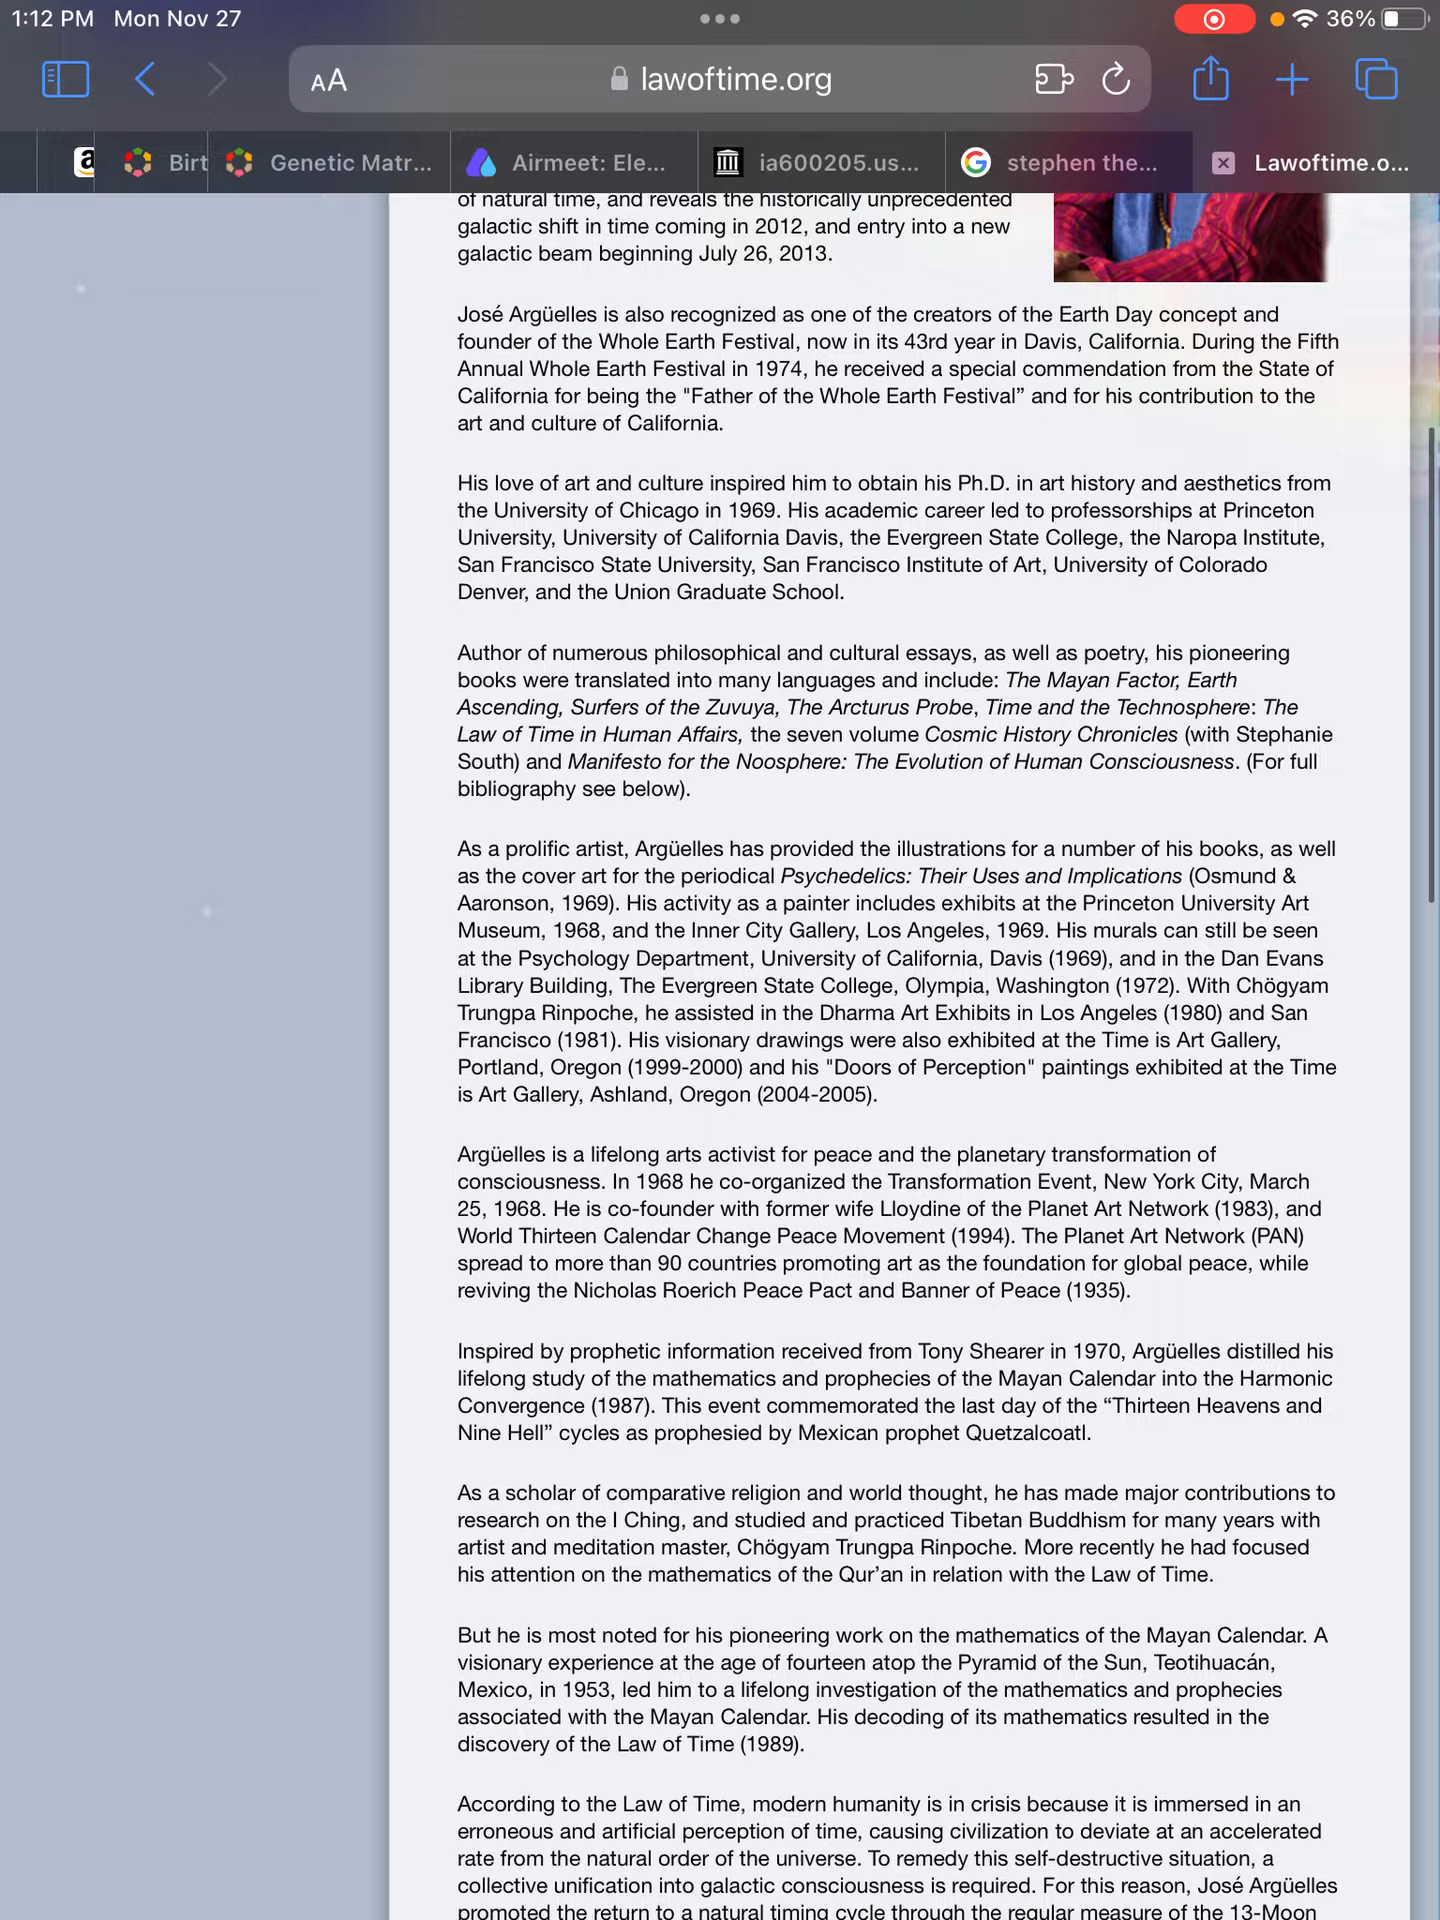 1:12 PM Mon Nov 27
36%
AA
lawoftime.org
a
Birt
Genetic Matr...
Airmeet: Ele...
ia600205.us...
stephen the...
Lawoftime.o...
of natural time, and reveals the historically unprecedented
galactic shift in time coming in 2012, and entry into a new
galactic beam beginning July 26, 2013.
José Argüelles is also recognized as one of the creators of the Earth Day concept and
founder of the Whole Earth Festival, now in its 43rd year in Davis, California. During the Fifth
Annual Whole Earth Festival in 1974, he received a special commendation from the State of
California for being the "Father of the Whole Earth Festival” and for his contribution to the
art and culture of California.
His love of art and culture inspired him to obtain his Ph.D. in art history and aesthetics from
the University of Chicago in 1969. His academic career led to professorships at Princeton
University, University of California Davis, the Evergreen State College, the Naropa Institute,
San Francisco State University, San Francisco Institute of Art, University of Colorado
Denver, and the Union Graduate School.
Author of numerous philosophical and cultural essays, as well as poetry, his pioneering
books were translated into many languages and include: The Mayan Factor, Earth
Ascending, Surfers of the Zuvuya, The Arcturus Probe, Time and the Technosphere: The
Law of Time in Human Affairs, the seven volume Cosmic History Chronicles (with Stephanie
South) and Manifesto for the Noosphere: The Evolution of Human Consciousness. (For full
bibliography see below).
As a prolific artist, Argüelles has provided the illustrations for a number of his books, as well
as the cover art for the periodical Psychedelics: Their Uses and Implications (Osmund &
Aaronson, 1969). His activity as a painter includes exhibits at the Princeton University Art
Museum, 1968, and the Inner City Gallery, Los Angeles, 1969. His murals can still be seen
at the Psychology Department, University of California, Davis (1969), and in the Dan Evans
Library Building, The Evergreen State College, Olympia, Washington (1972). With Chögyam
Trungpa Rinpoche, he assisted in the Dharma Art Exhibits in Los Angeles (1980) and San
Francisco (1981). His visionary drawings were also exhibited at the Time is Art Gallery,
Portland, Oregon (1999-2000) and his "Doors of Perception" paintings exhibited at the Time
is Art Gallery, Ashland, Oregon (2004-2005).
Argüelles is a lifelong arts activist for peace and the planetary transformation of
consciousness. In 1968 he co-organized the Transformation Event, New York City, March
25, 1968. He is co-founder with former wife Lloydine of the Planet Art Network (1983), and
World Thirteen Calendar Change Peace Movement (1994). The Planet Art Network (PAN)
spread to more than 90 countries promoting art as the foundation for global peace, while
reviving the Nicholas Roerich Peace Pact and Banner of Peace (1935).
Inspired by prophetic information received from Tony Shearer in 1970, Argüelles distilled his
lifelong study of the mathematics and prophecies of the Mayan Calendar into the Harmonic
Convergence (1987). This event commemorated the last day of the “Thirteen Heavens and
Nine Hell” cycles as prophesied by Mexican prophet Quetzalcoatl.
As a scholar of comparative religion and world thought, he has made major contributions to
research on the I Ching, and studied and practiced Tibetan Buddhism for many years with
artist and meditation master, Chögyam Trungpa Rinpoche. More recently he had focused
his attention on the mathematics of the Qur’an in relation with the Law of Time.
But he is most noted for his pioneering work on the mathematics of the Mayan Calendar. A
visionary experience at the age of fourteen atop the Pyramid of the Sun, Teotihuacán,
Mexico, in 1953, led him to a lifelong investigation of the mathematics and prophecies
associated with the Mayan Calendar. His decoding of its mathematics resulted in the
discovery of the Law of Time (1989).
According to the Law of Time, modern humanity is in crisis because it is immersed in an
erroneous and artificial perception of time, causing civilization to deviate at an accelerated
rate from the natural order of the universe. To remedy this self-destructive situation, a
collective unification into galactic consciousness is required. For this reason, José Argüelles
promoted the return to a natural timing cycle through the regular measure of the 13-Moon